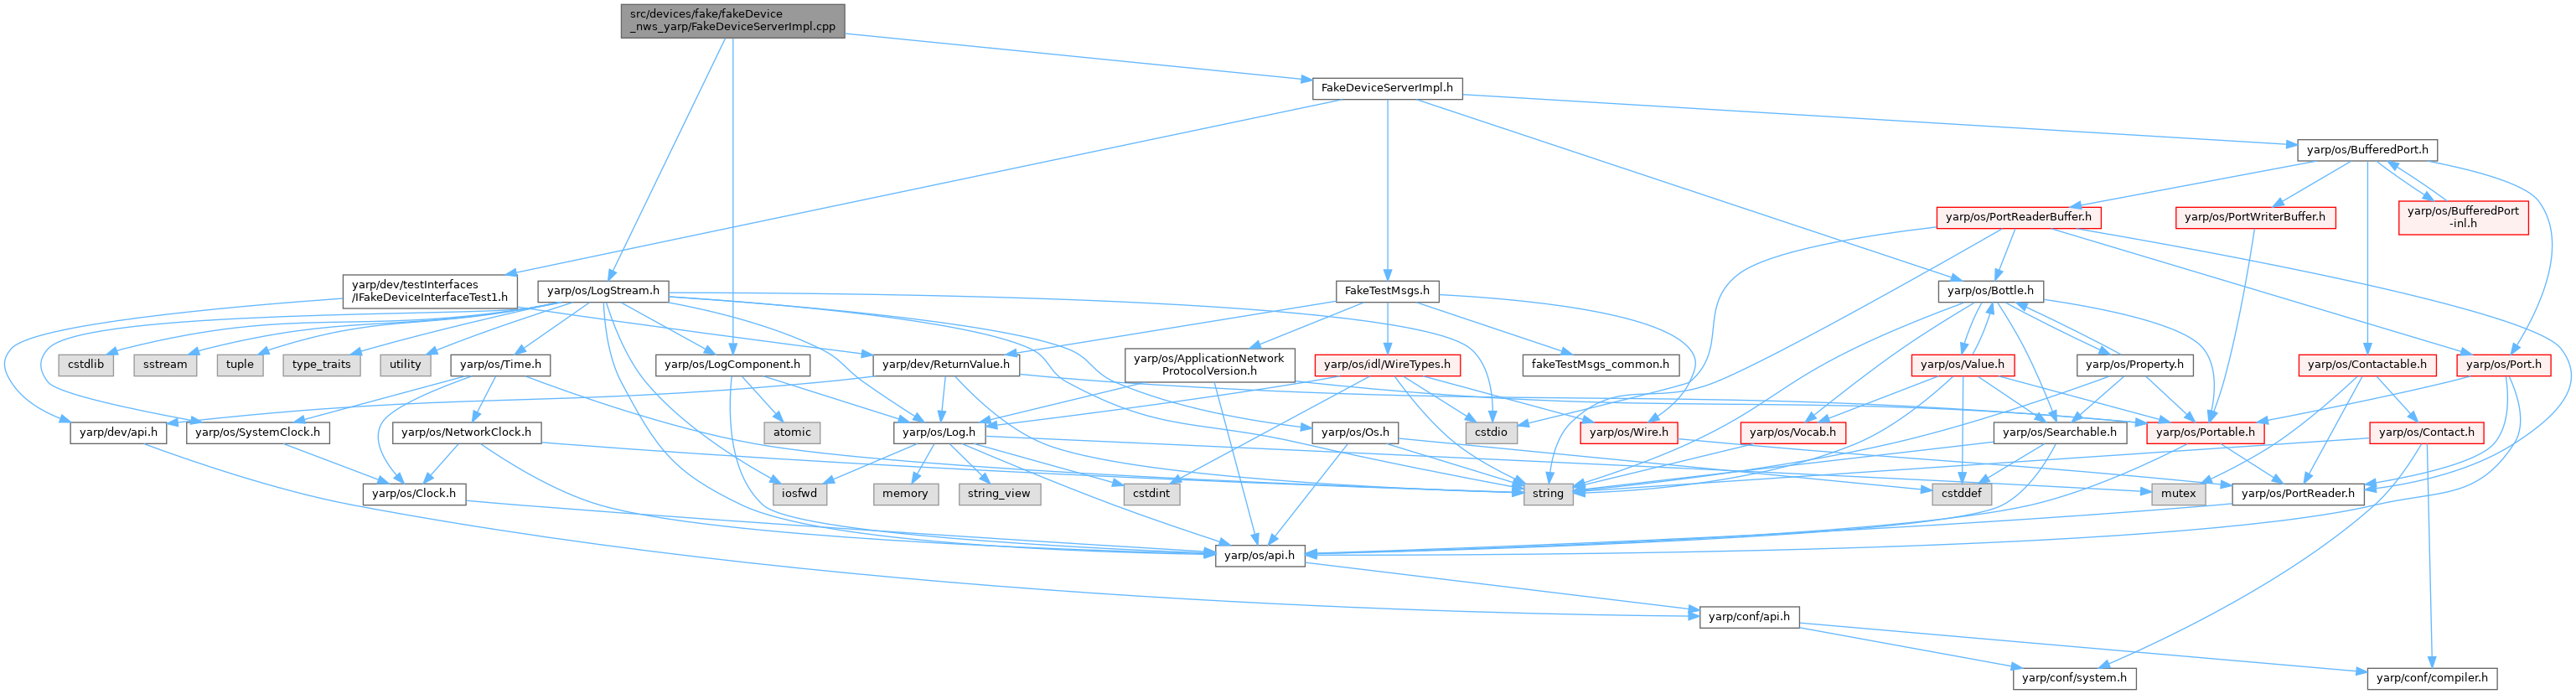 src/devices/fake/fakeDevice
_nws_yarp/FakeDeviceServerImpl.cpp
FakeDeviceServerImpl.h
yarp/os/BufferedPort.h
yarp/os/PortReaderBuffer.h
yarp/os/PortWriterBuffer.h
yarp/os/BufferedPort
-inl.h
yarp/dev/testInterfaces
/IFakeDeviceInterfaceTest1.h
yarp/os/LogStream.h
FakeTestMsgs.h
yarp/os/Bottle.h
cstdlib
sstream
tuple
type_traits
utility
yarp/os/Time.h
yarp/os/LogComponent.h
yarp/dev/ReturnValue.h
yarp/os/ApplicationNetwork
ProtocolVersion.h
yarp/os/idl/WireTypes.h
fakeTestMsgs_common.h
yarp/os/Value.h
yarp/os/Property.h
yarp/os/Contactable.h
yarp/os/Port.h
yarp/dev/api.h
yarp/os/SystemClock.h
yarp/os/NetworkClock.h
atomic
yarp/os/Log.h
yarp/os/Os.h
cstdio
yarp/os/Wire.h
yarp/os/Vocab.h
yarp/os/Searchable.h
yarp/os/Portable.h
yarp/os/Contact.h
yarp/os/Clock.h
iosfwd
memory
string_view
cstdint
string
cstddef
mutex
yarp/os/PortReader.h
yarp/os/api.h
yarp/conf/api.h
yarp/conf/system.h
yarp/conf/compiler.h